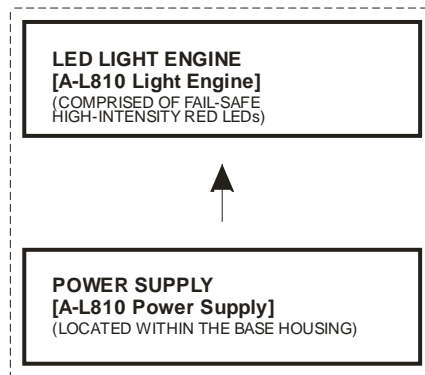 LED LIGHT ENGINE
[A-L810 Light Engine]
(COMPRISED OF FAIL-SAFE
HIGH-INTENSITY RED LEDs)
POWER SUPPLY
[A-L810 Power Supply]
(LOCATED WITHIN THE BASE HOUSING)